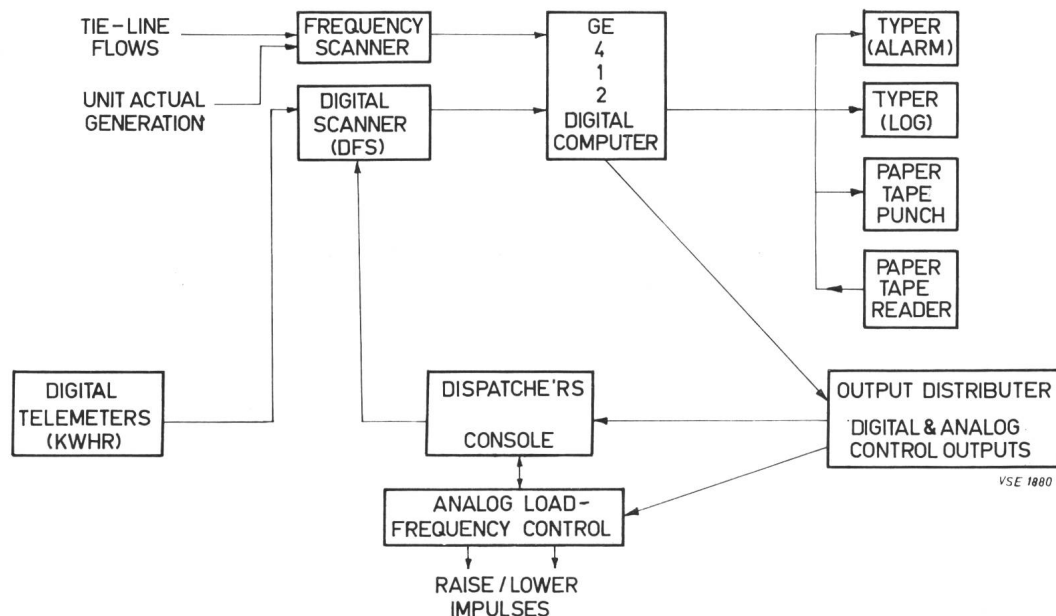 TIE-LINE
FLOWS
UNIT ACTUAL
GENERATION
FREQUENCY
SCANNER
DIGITAL
SCANNER
(DFS)
GE
4
1
2
DIGITAL
COMPUTER
TYPER
(ALARM)
TYPER
(LOG)
PAPER
TAPE
PUNCH
PAPER
TAPE
READER
DIGITAL
TELEMETERS
(KWHR)
DISPATCHE'RS
CONSOLE
OUTPUT DISTRIBUTER
DIGITAL & ANALOG
CONTROL OUTPUTS
VSE 1880
ANALOG LOAD-
FREQUENCY CONTROL
RAISE / LOWER
IMPULSES